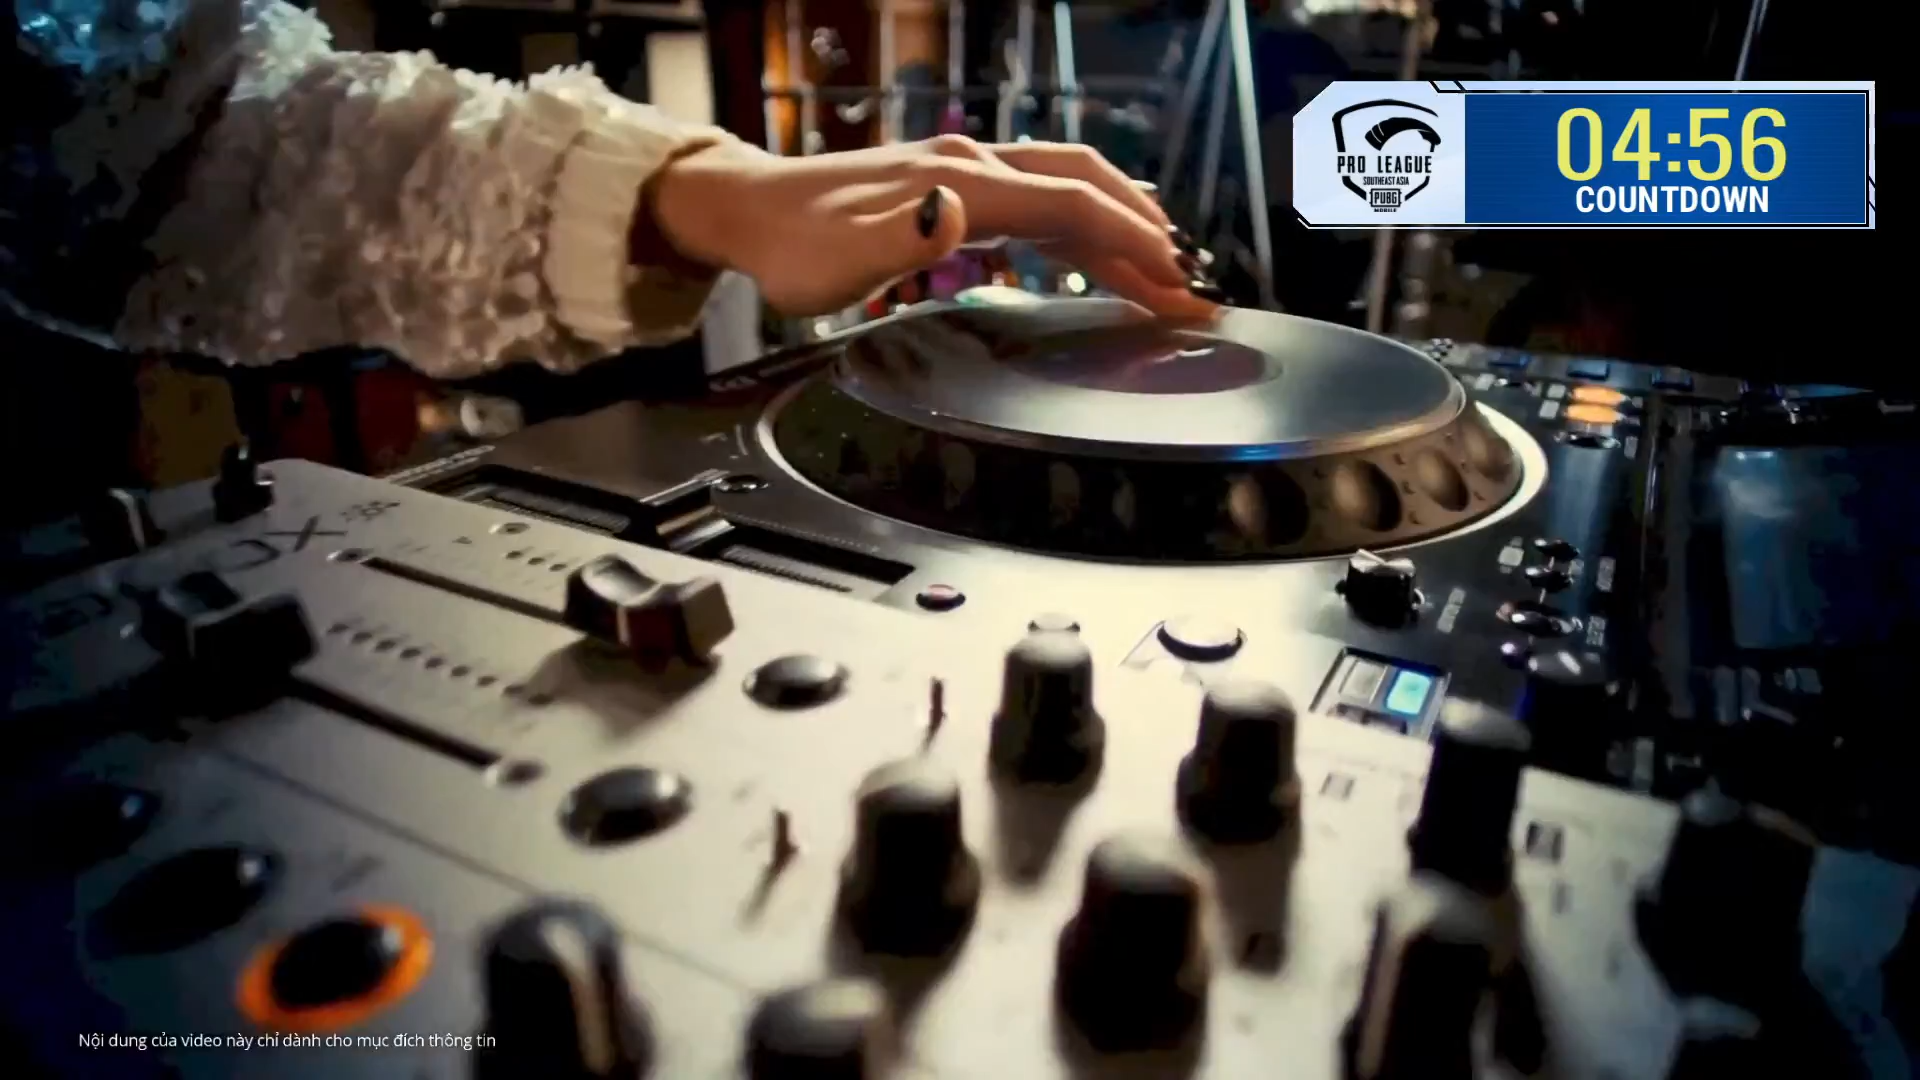 PRO LEAGUE
SOUTHEAST ASIA
PUBG
MOBILE
04:56
COUNTDOWN
Nội dung của video này chỉ dành cho mục đích thông tin